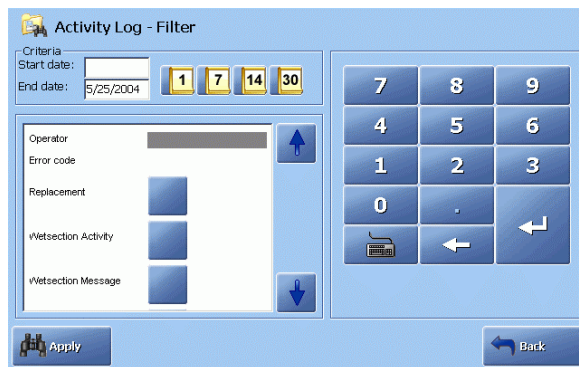 Activity Log - Filter
Criteria
Start date:
End date: 5/25/2004
1 7 14 30
Operator
Error code
Replacement
Wetsection Activity
Wetsection Message
7 8 9
4 5 6
1 2 3
0 .
Apply
Back